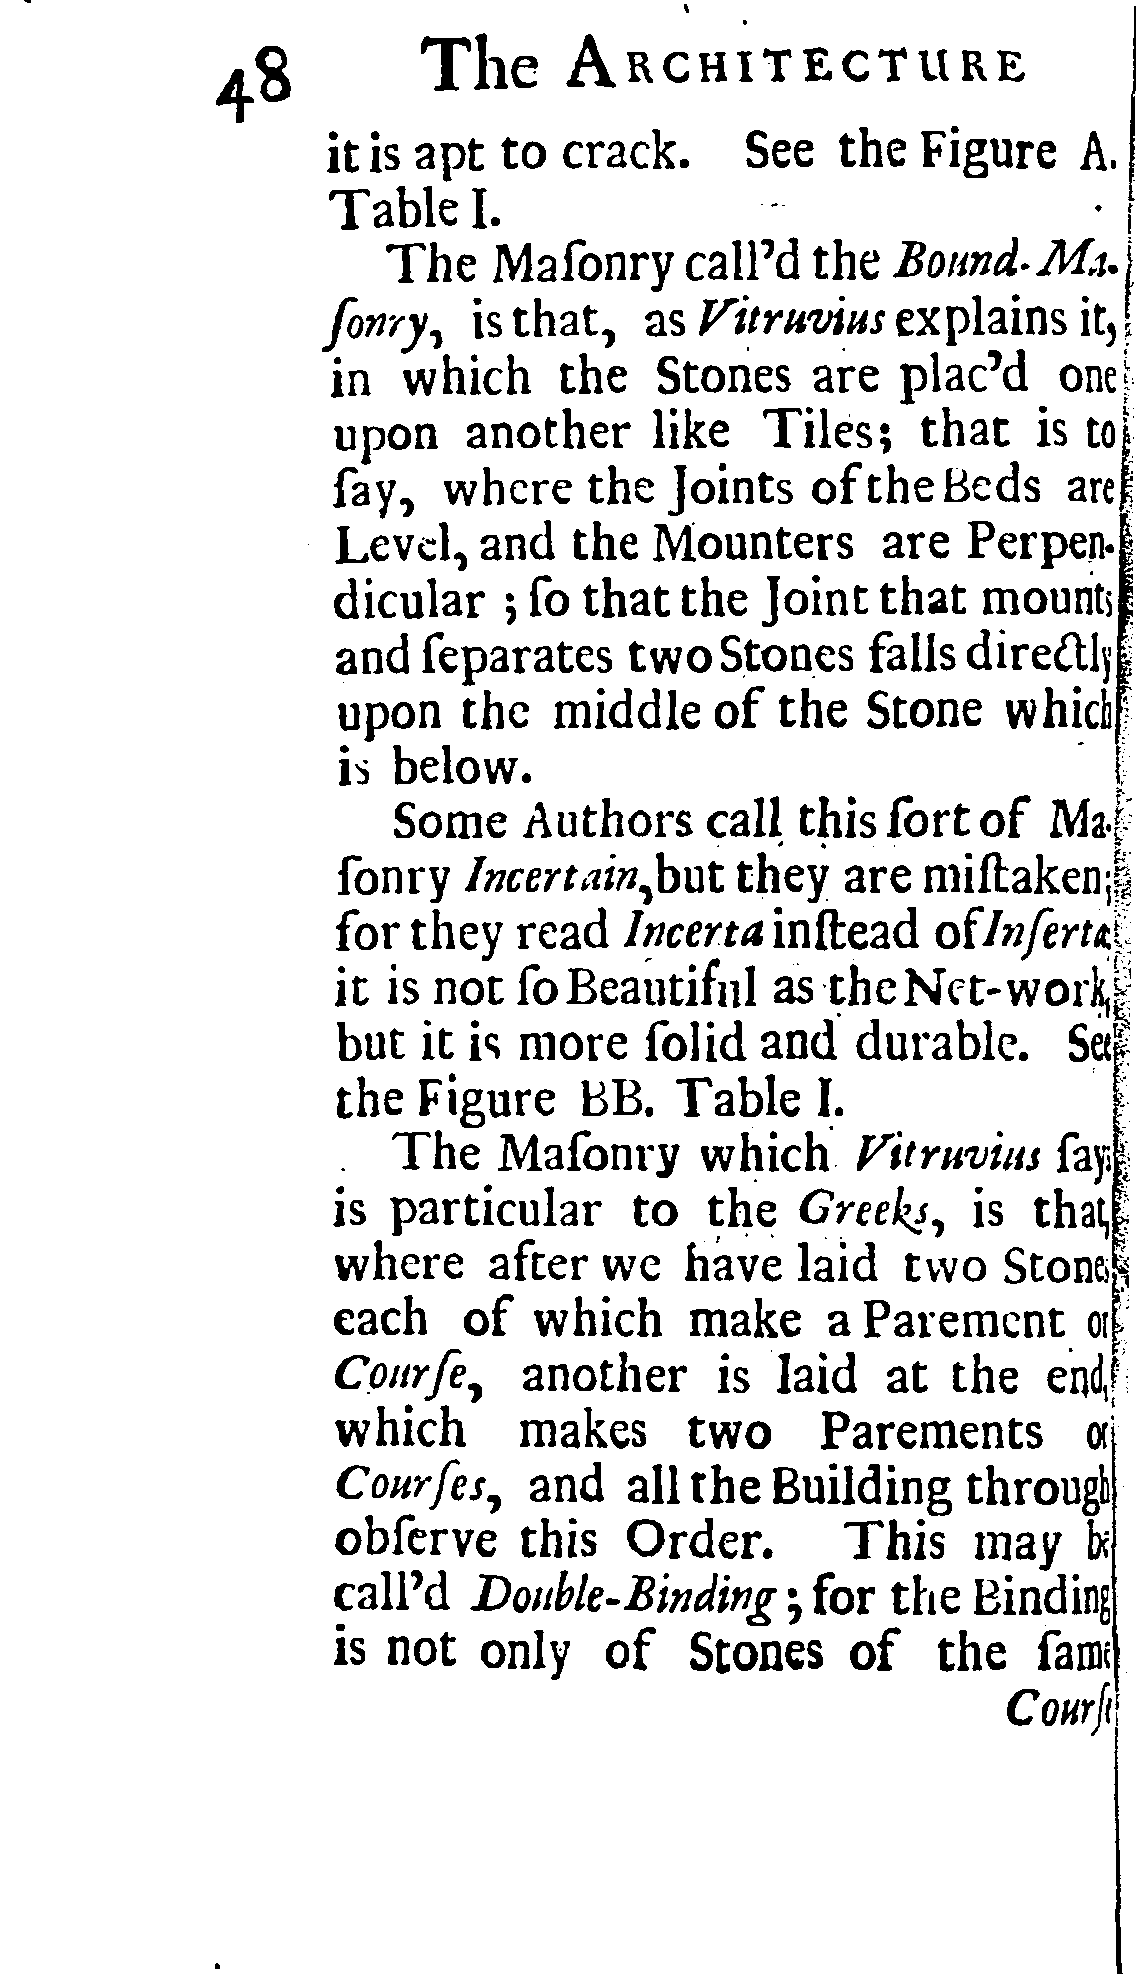 48 The ARCHITECTURE
it is apt to crack. See the Figure A.
Table I.
The Maſonry call'd the Bound-Ma-
ſonry, is that, as Vitruvius explains it,
in which the Stones are plac'd one
upon another like Tiles; that is to
ſay, where the Joints of the Beds are
Level, and the Mounters are Perpen-
dicular ; ſo that the Joint that mounts
and ſeparates two Stones falls directly
upon the middle of the Stone which
is below.
Some Authors call this ſort of Ma-
ſonry Incertain, but they are miſtaken;
for they read Incerta inſtead of Inſerta
it is not ſo Beautiful as the Net-work,
but it is more ſolid and durable. See
the Figure BB. Table I.
The Maſonry which Vitruvius ſays
is particular to the Greeks, is that,
where after we have laid two Stones
each of which make a Parement or
Courſe, another is laid at the end,
which makes two Parements or
Courſes, and all the Building through
obſerve this Order. This may be
call'd Double-Binding ; for the Binding
is not only of Stones of the ſame
Courſe